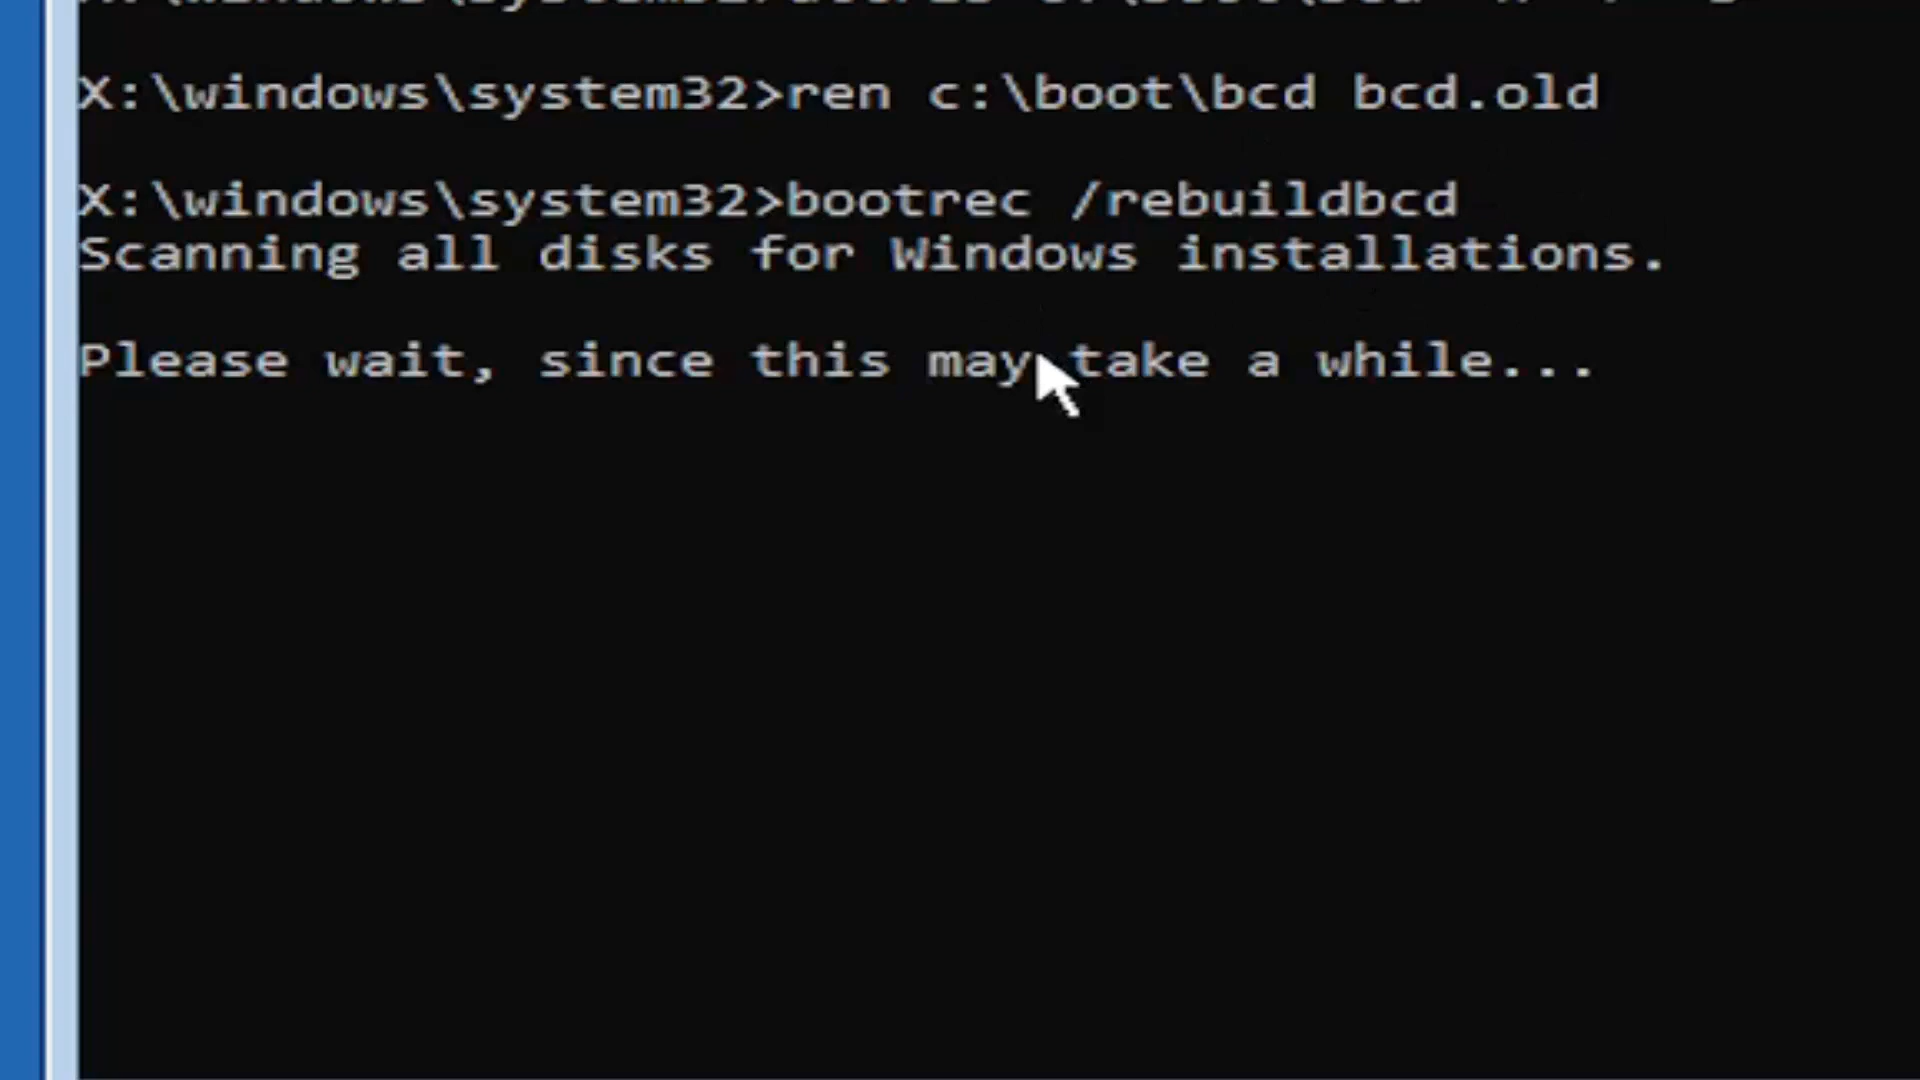 X:\windows\system32>ren c:\boot\bcd bcd.old
X:\windows\system32>bootrec /rebuildbcd
Scanning all disks for Windows installations.
Please wait, since this may take a while...